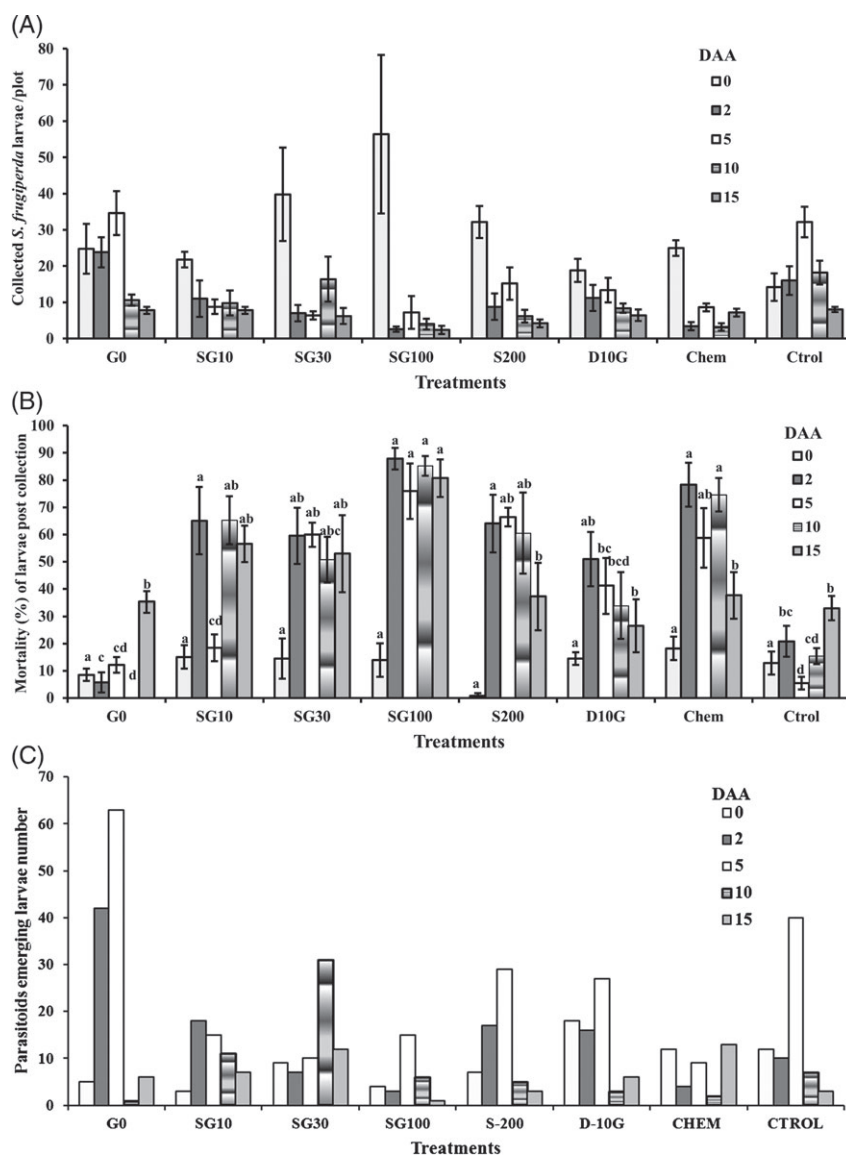 (A)
Collected S. frugiperda larvae /plot
80
70
60
50
40
30
20
10
0
DAA
0
2
5
10
15
G0 SG10 SG30 SG100 S200 D10G Chem Ctrol
Treatments
(B)
Mortality (%) of larvae post collection
100
90
80
70
60
50
40
30
20
10
0
DAA
0
2
5
10
15
a c cd d b
a a cd ab ab
a ab ab abc ab
a a a a a
a a ab ab b
a ab bc bcd b
a a ab a b
a bc d cd b
G0 SG10 SG30 SG100 S200 D10G Chem Ctrol
Treatments
(C)
Parasitoids emerging larvae number
70
60
50
40
30
20
10
0
DAA
0
2
5
10
15
G0 SG10 SG30 SG100 S-200 D-10G CHEM CTROL
Treatments